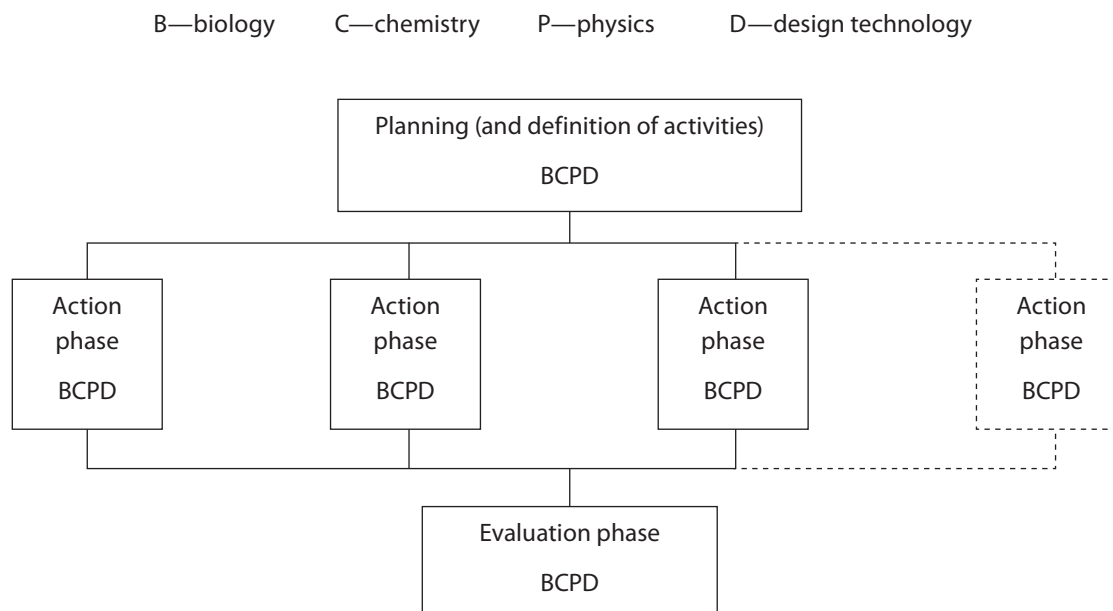 B—biology C—chemistry P—physics D—design technology
Planning (and definition of activities)
BCPD
Action
phase
BCPD
Action
phase
BCPD
Action
phase
BCPD
Action
phase
BCPD
Evaluation phase
BCPD